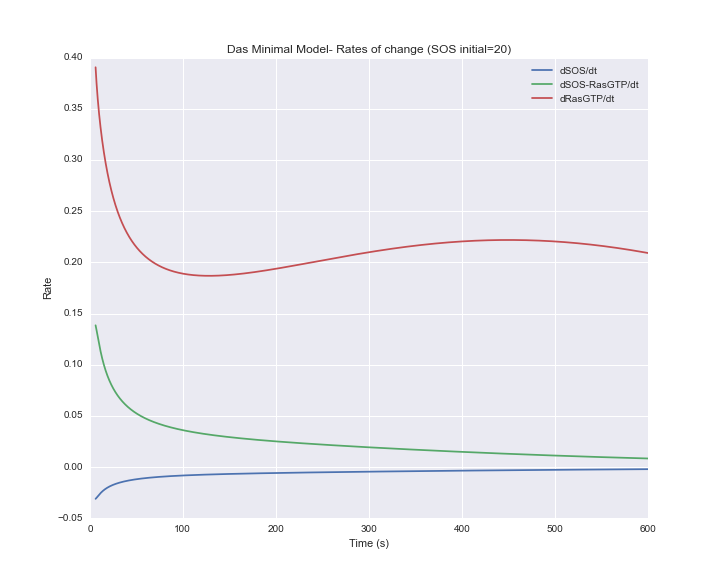 Das Minimal Model- Rates of change (SOS initial=20)
0.40
0.35
0.30
0.25
0.20
0.15
0.10
0.05
0.00
−0.05
Rate
dSOS/dt
dSOS-RasGTP/dt
dRasGTP/dt
0
100
200
300
400
500
600
Time (s)